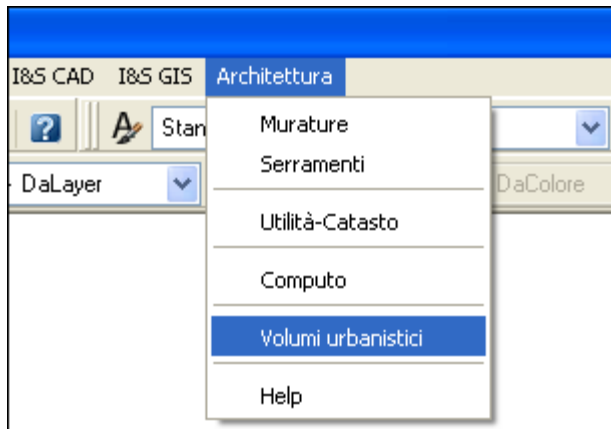 I&S CAD I&S GIS Architettura
Stan
DaLayer
DaColore
Murature
Serramenti
Utilità-Catasto
Computo
Volumi urbanistici
Help